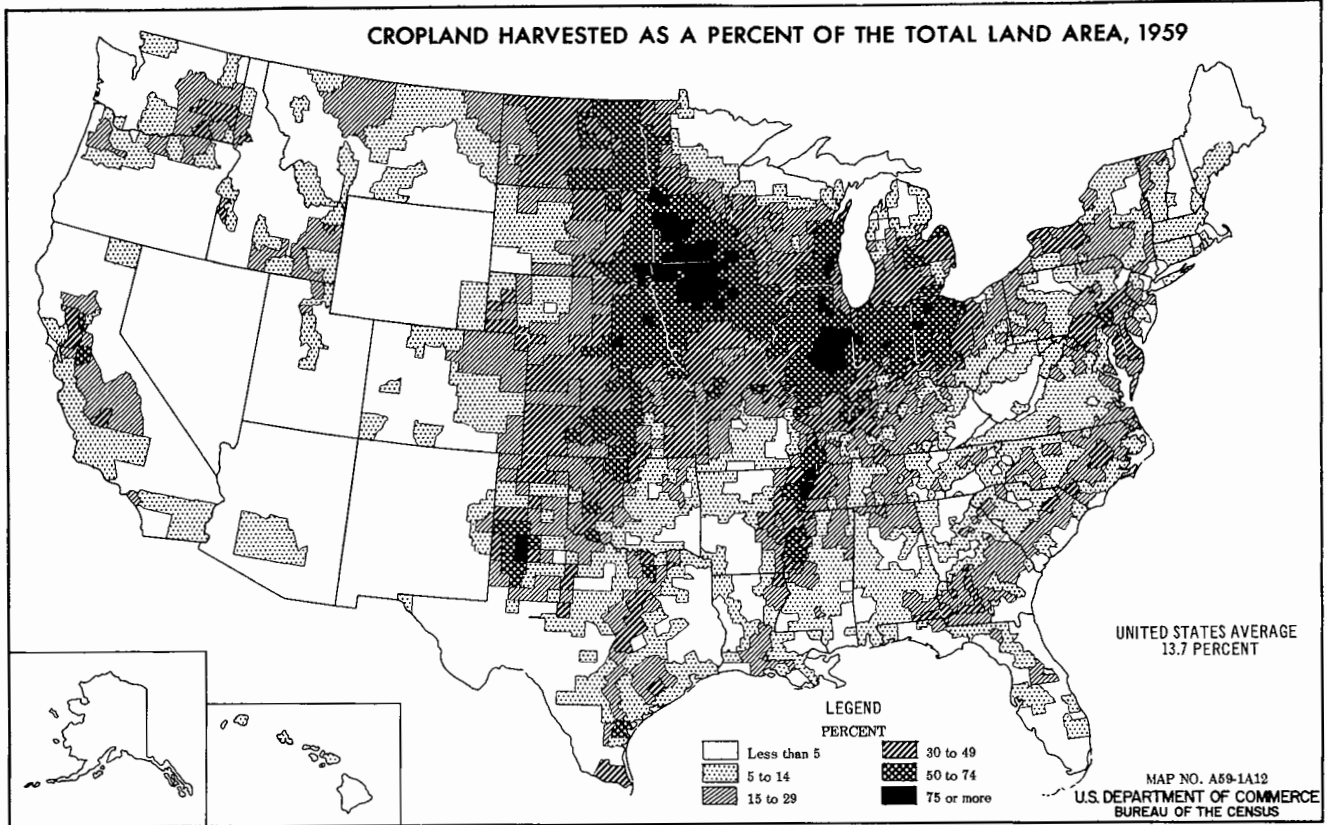 CROPLAND HARVESTED AS A PERCENT OF THE TOTAL LAND AREA, 1959
UNITED STATES AVERAGE
13.7 PERCENT
LEGEND
PERCENT
Less than 5
5 to 14
15 to 29
30 to 49
50 to 74
75 or more
MAP NO. A59-1A12
U.S. DEPARTMENT OF COMMERCE
BUREAU OF THE CENSUS